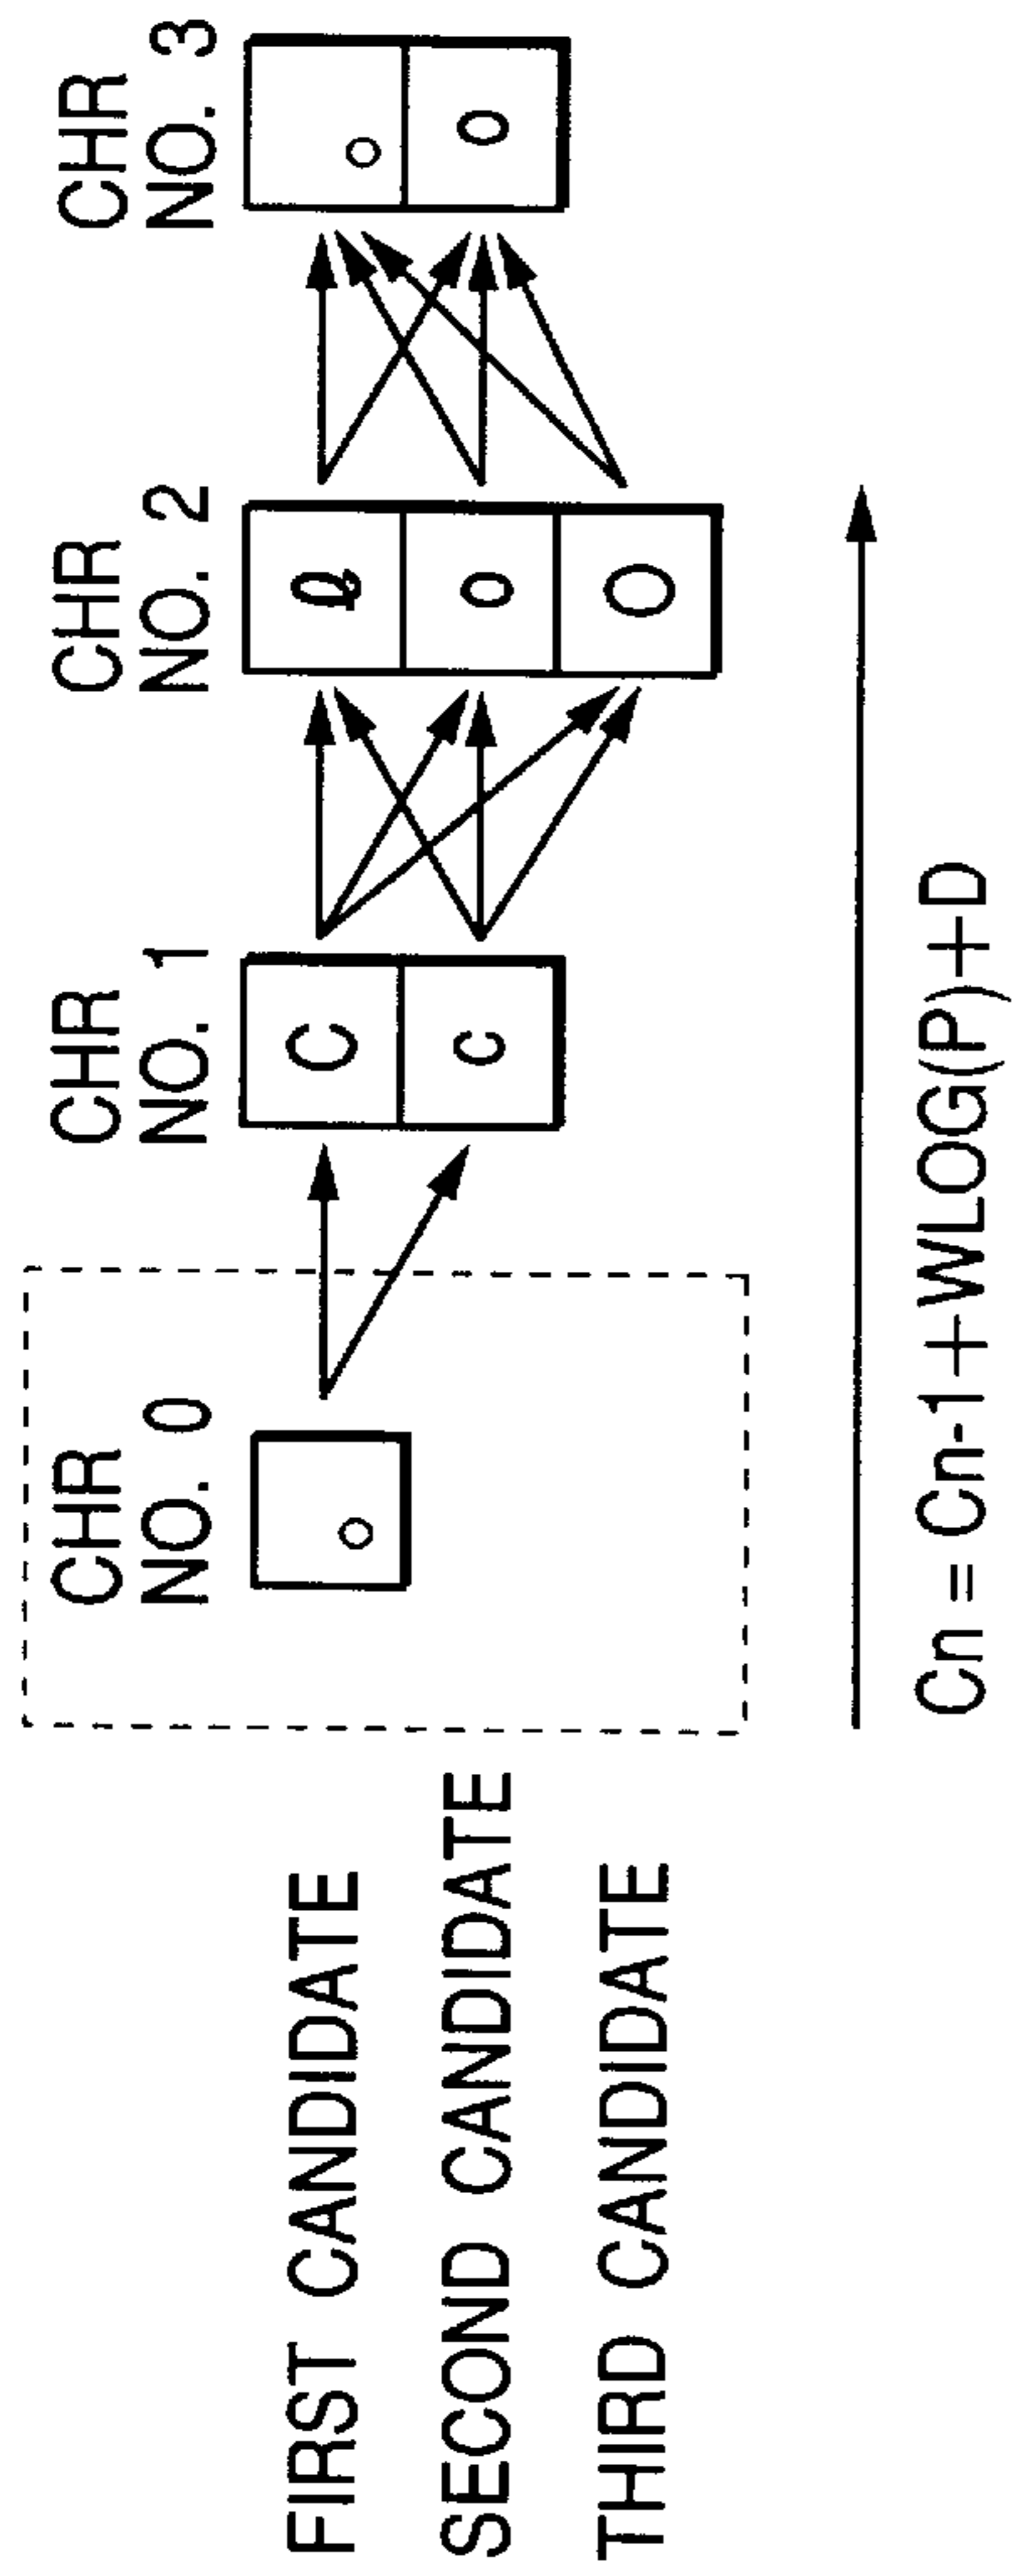 CHR NO. 0
CHR NO. 1
CHR NO. 2
CHR NO. 3
FIRST CANDIDATE 。 C ℓ 。
SECOND CANDIDATE c o o
THIRD CANDIDATE O
Cn = Cn-1+WLOG(P)+D